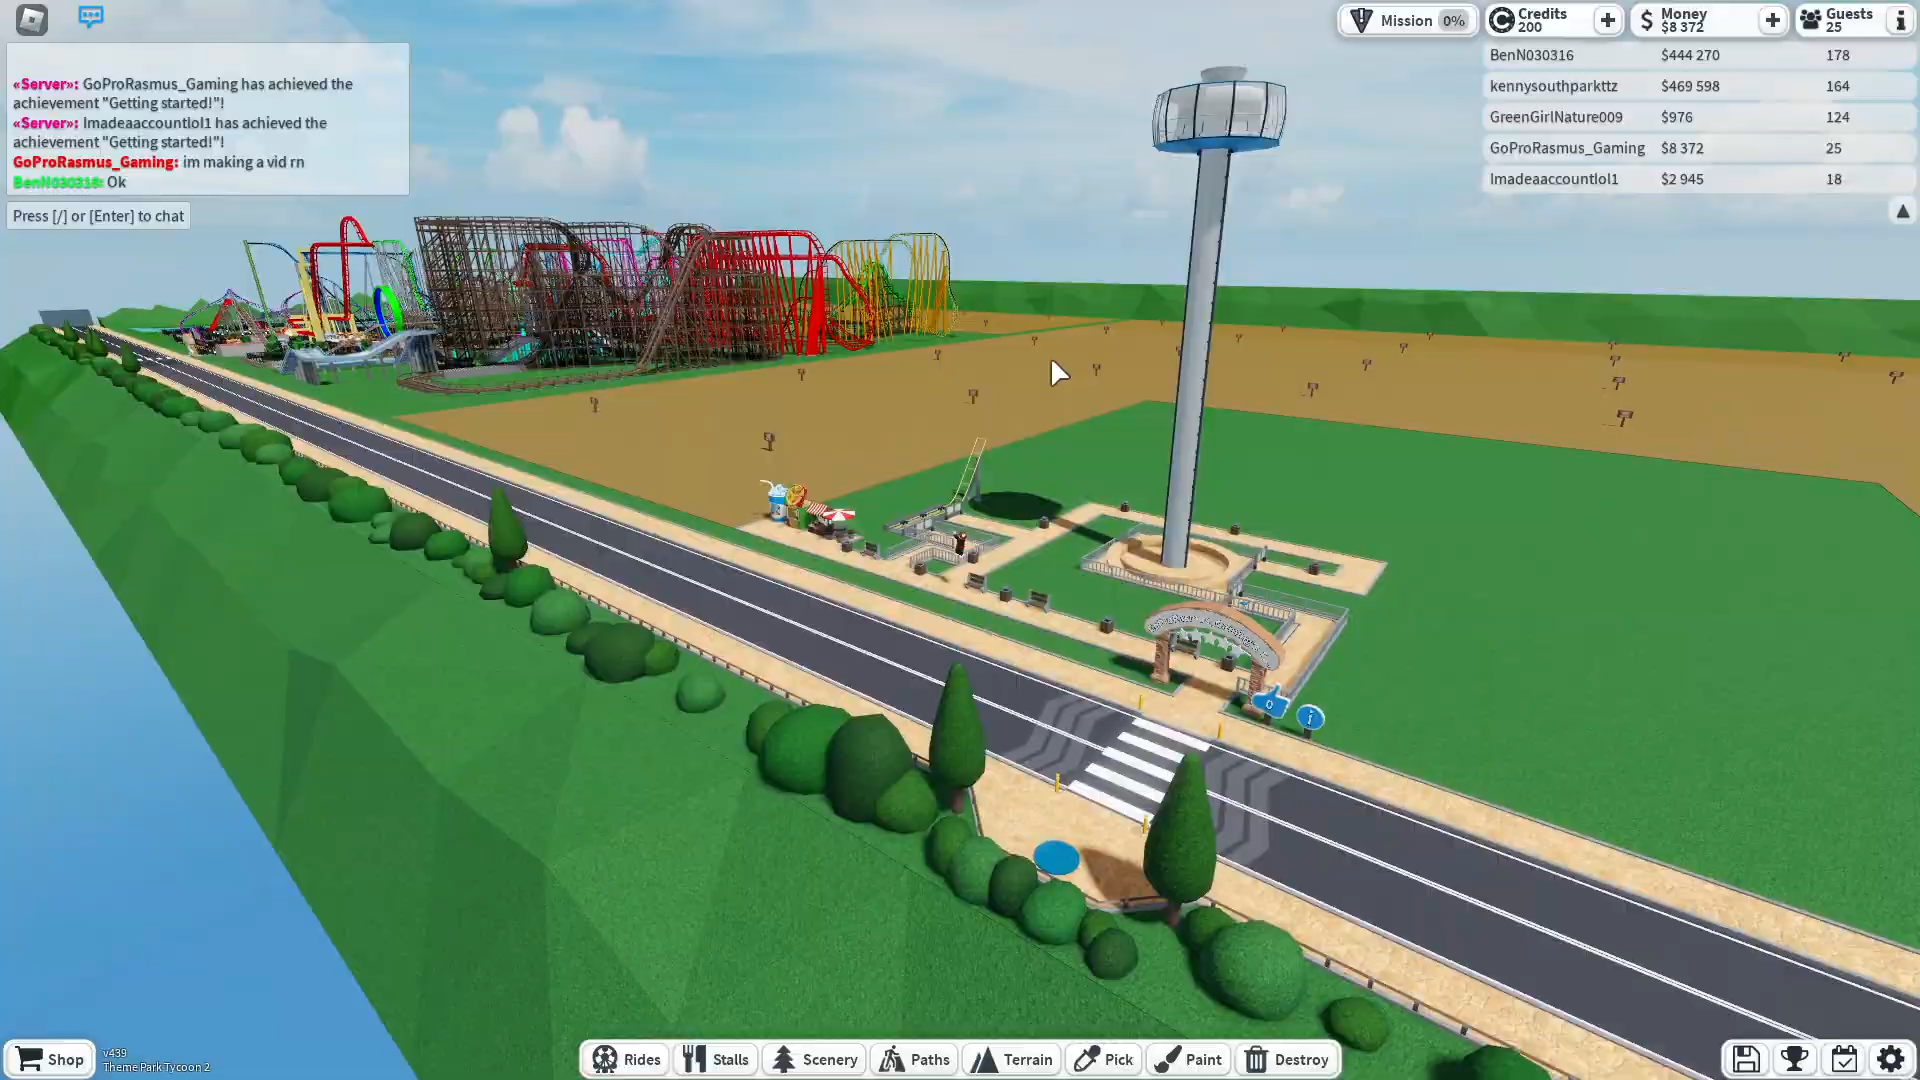 Mission 0%
Credits
200
Money
$8 372
Guests
25
BenN030316 $444 270 178
kennysouthparkttz $469 598 164
GreenGirlNature009 $976 124
GoProRasmus_Gaming $8 372 25
Imadeaaccountlol1 $2 945 18
«Server»: GoProRasmus_Gaming has achieved the
achievement "Getting started!"!
«Server»: Imadeaaccountlol1 has achieved the
achievement "Getting started!"!
GoProRasmus_Gaming: im making a vid rn
BenN030316: Ok
Press [/] or [Enter] to chat
0
i
Shop
v439
Theme Park Tycoon 2
Rides Stalls Scenery Paths Terrain Pick Paint Destroy